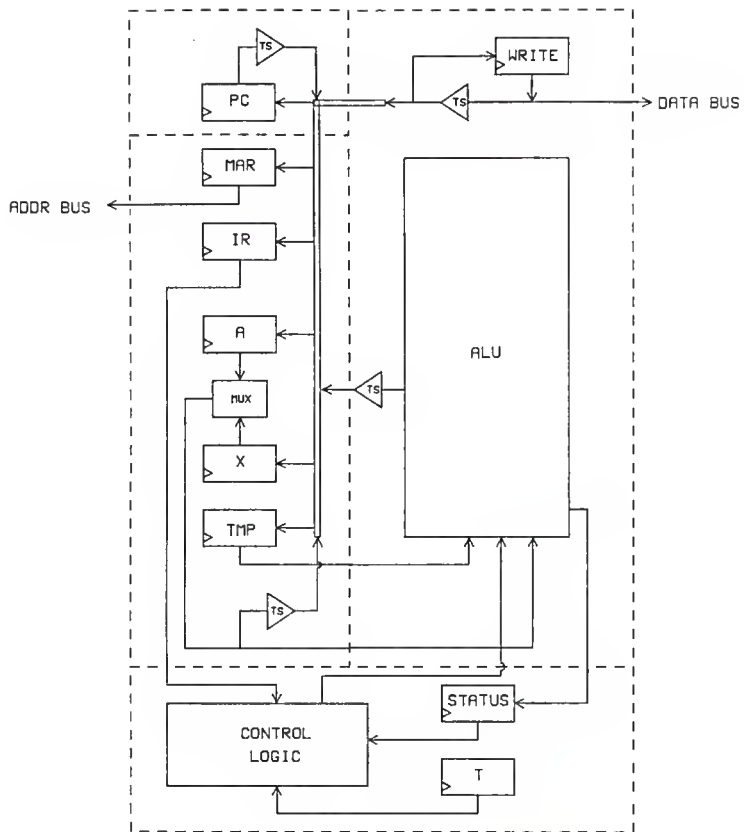 TS
WRITE
PC
TS
DATA BUS
MAR
ADDR BUS
IR
A
ALU
MUX
TS
X
TMP
TS
STATUS
CONTROL
LOGIC
T